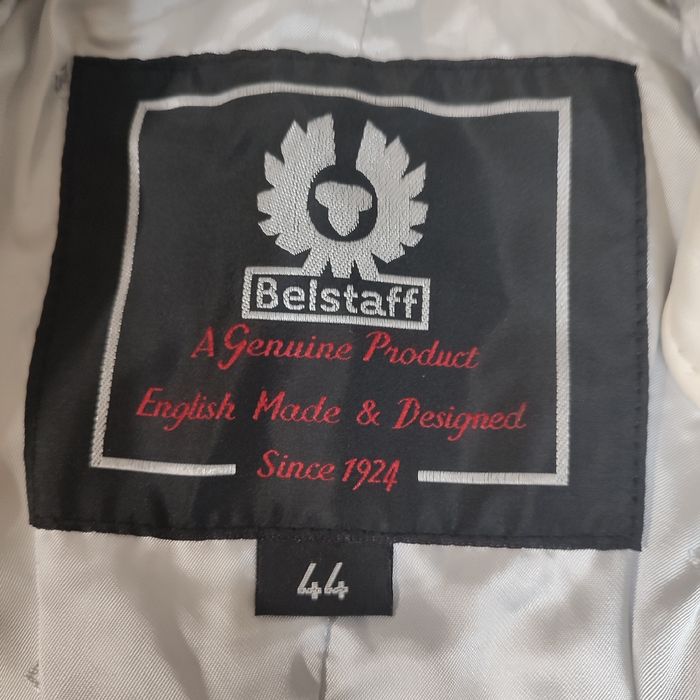 Belstaff
A Genuine Product
English Made & Designed
Since 1924
44